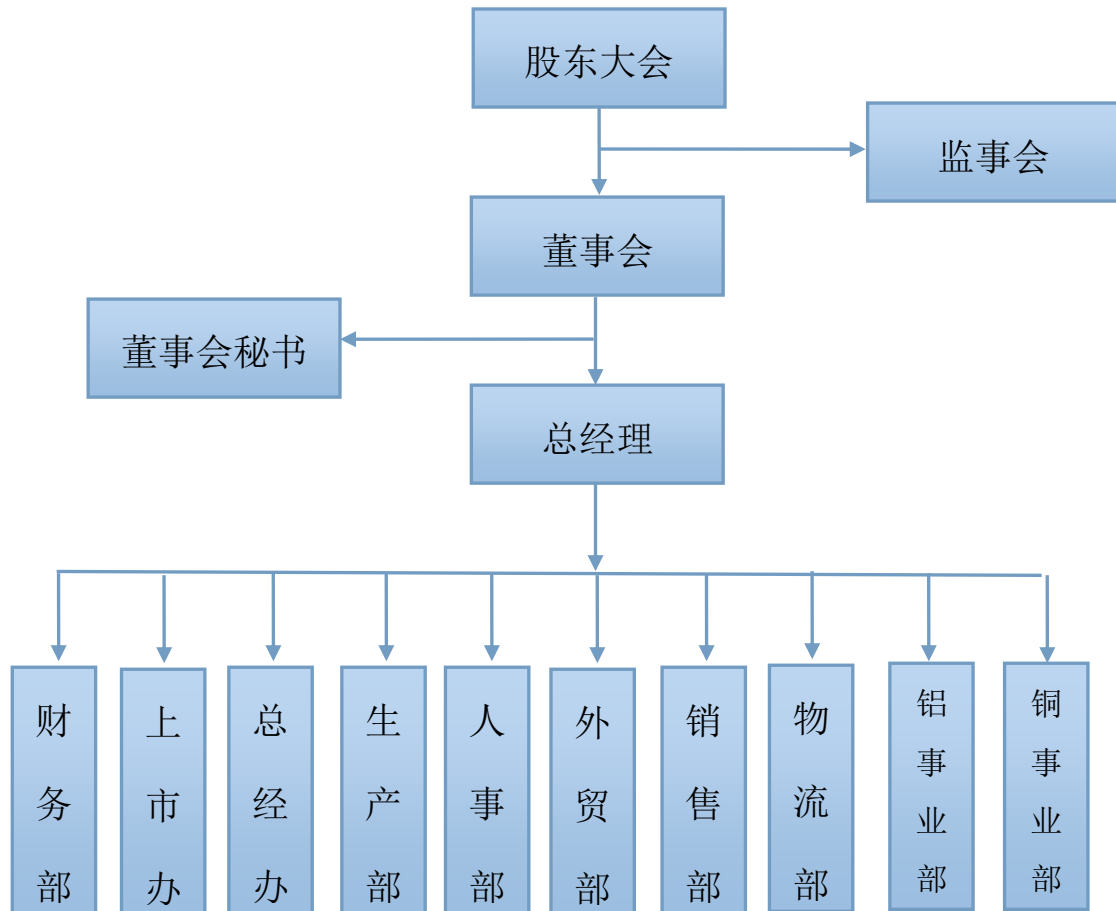 股东大会
监事会
董事会
董事会秘书
总经理
财务部
上市办
总经办
生产部
人事部
外贸部
销售部
物流部
铝事业部
铜事业部